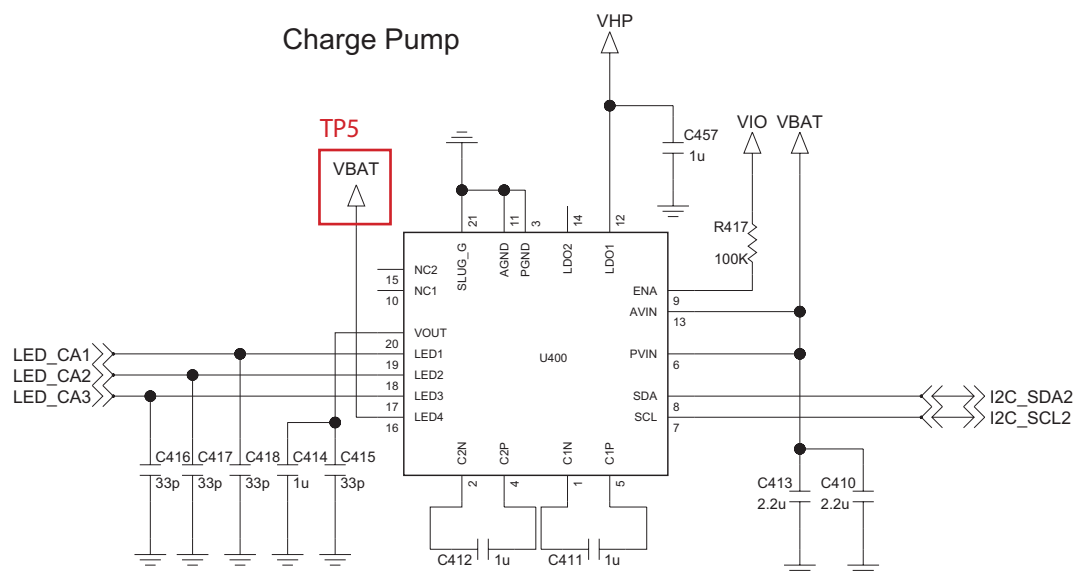 Charge Pump
VHP
TP5
VBAT
C457
1u
VIO
VBAT
R417
100K
21
11
3
14
12
SLUG_G
AGND
PGND
LDO2
LDO1
NC2
15
NC1
10
ENA
9
AVIN
13
VOUT
20
LED_CA1
LED1
19
LED_CA2
LED2
18
LED_CA3
LED3
17
LED4
16
U400
PVIN
6
SDA
8
I2C_SDA2
SCL
7
I2C_SCL2
C2N
C2P
C1N
C1P
2
4
1
5
C416
33p
C417
33p
C418
33p
C414
1u
C415
33p
C412
1u
C411
1u
C413
2.2u
C410
2.2u